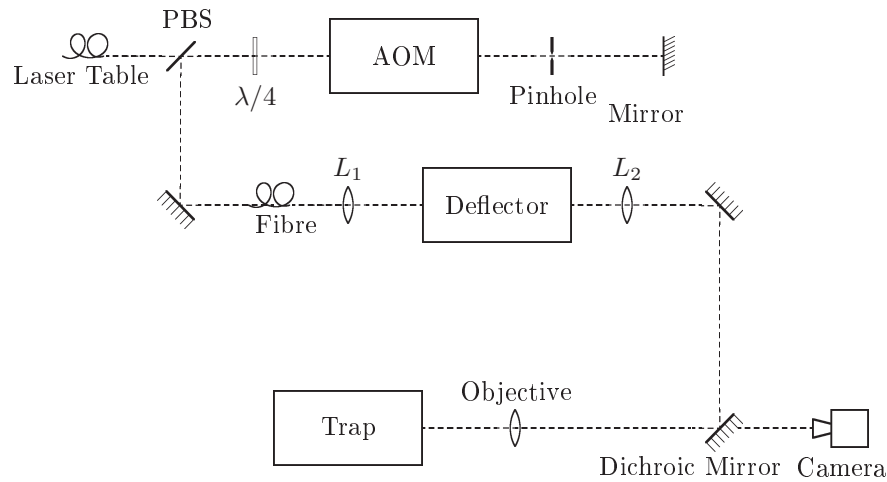 PBS
Laser Table
λ/4
AOM
Pinhole
Mirror
Fibre
L₁
Deflector
L₂
Trap
Objective
Dichroic Mirror
Camera